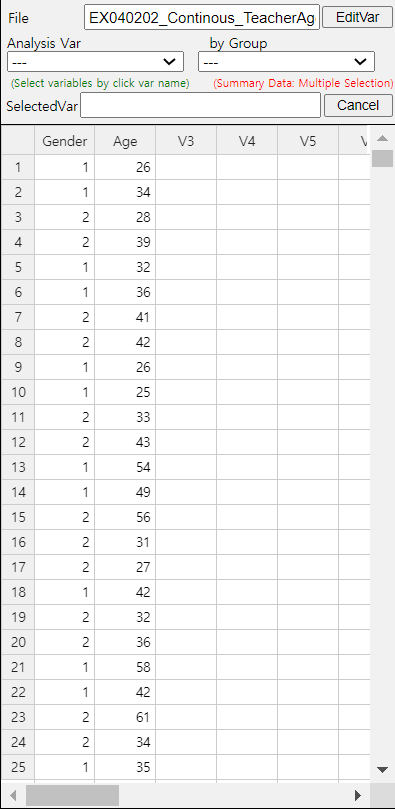 File EX040202_Continous_TeacherAg EditVar
Analysis Var by Group
--- ---
(Select variables by click var name) (Summary Data: Multiple Selection)
SelectedVar Cancel
Gender Age V3 V4 V5 V
1 1 26
2 1 34
3 2 28
4 2 39
5 1 32
6 1 36
7 2 41
8 2 42
9 1 26
10 1 25
11 2 33
12 2 43
13 1 54
14 1 49
15 2 56
16 2 31
17 2 27
18 1 42
19 2 32
20 2 36
21 1 58
22 1 42
23 2 61
24 2 34
25 1 35